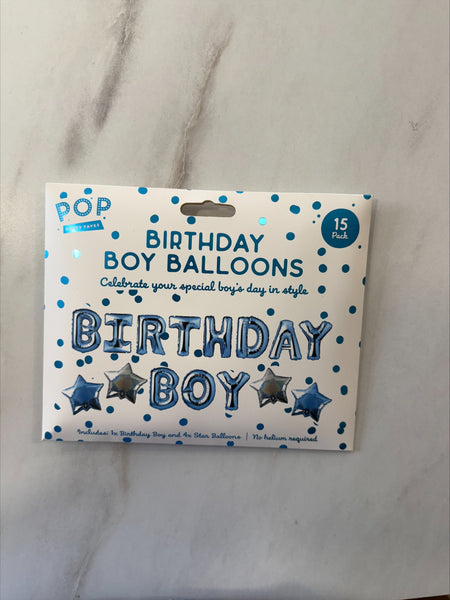 POP
PARTY FAVES
15
Pack
BIRTHDAY
BOY BALLOONS
Celebrate your special boy's day in style
BIRTHDAY
BOY
Includes: 1x Birthday Boy and 4x Star Balloons | No helium required